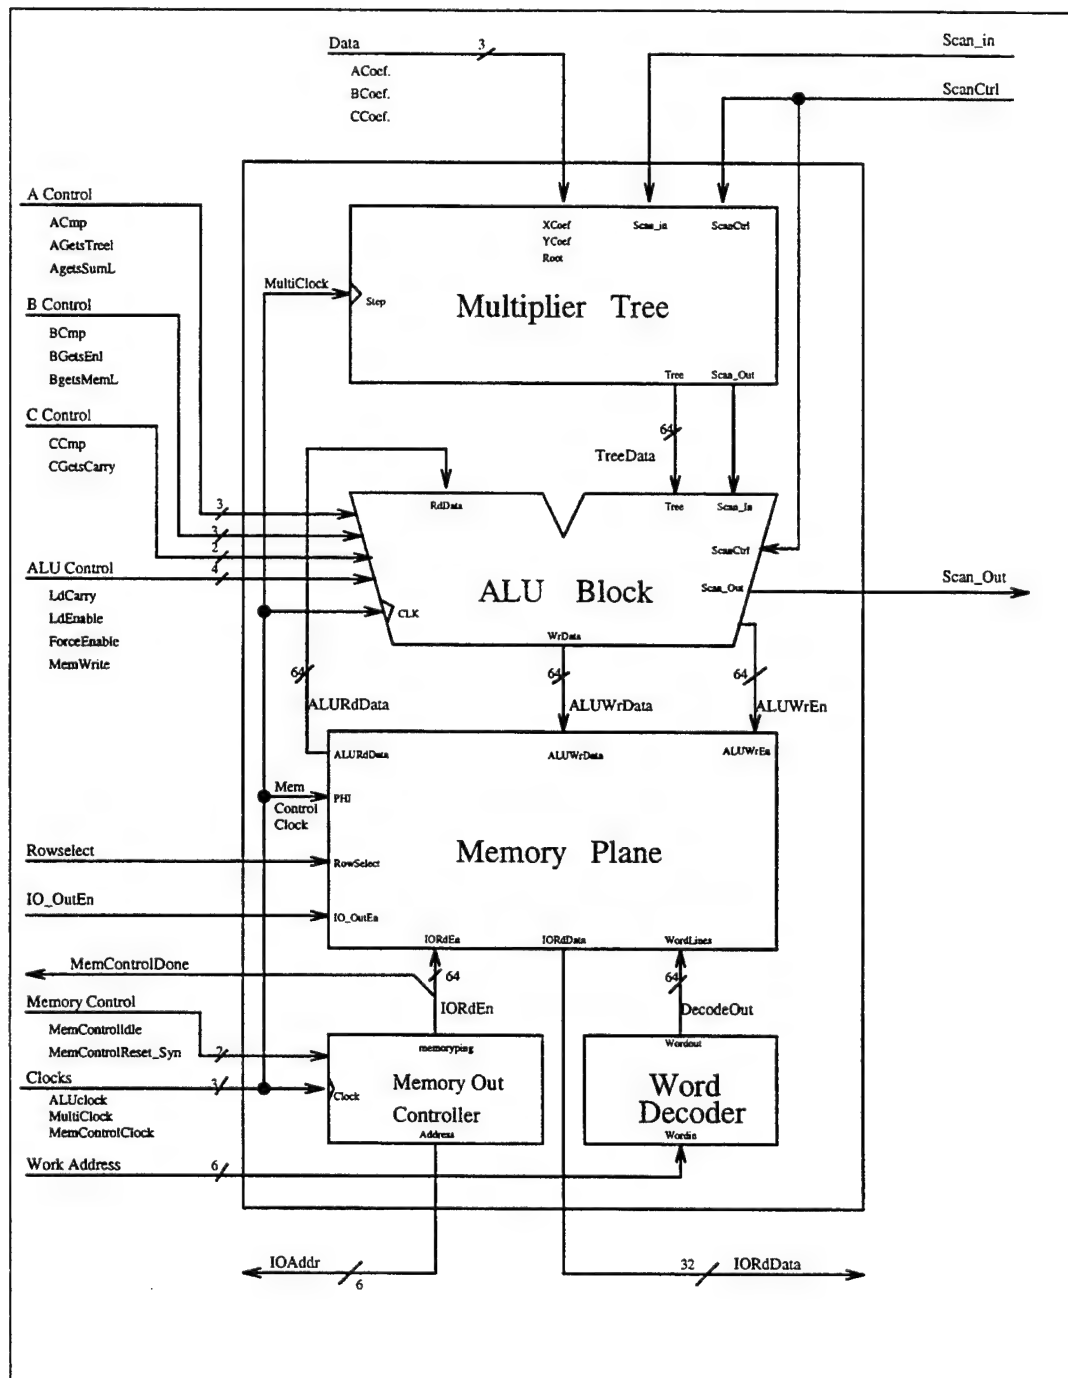 Data
3
Scan_in
ACoef.
BCoef.
CCoef.
ScanCtrl
A Control
ACmp
AGetsTreeI
AgetsSumL
XCoef
YCoef
Root
Scan_in
ScanCtrl
MultiClock
Step
Multiplier Tree
B Control
BCmp
BGetsEnI
BgetsMemL
Tree
Scan_Out
C Control
CCmp
CGetsCarry
64
TreeData
RdData
Tree
Scan_In
3
3
2
4
ScanCtrl
ALU Control
LdCarry
LdEnable
ForceEnable
MemWrite
ALU Block
CLK
Scan_Out
Scan_Out
WrData
64
64
64
ALURdData
ALUWrData
ALUWrEn
ALURdData
ALUWrData
ALUWrEn
Mem
Control
Clock
PHI
Memory Plane
Rowselect
RowSelect
IO_OutEn
IO_OutEn
IORdEn
IORdData
WordLines
MemControlDone
64
64
IORdEn
DecodeOut
Memory Control
MemControlIdle
MemControlReset_Syn
2
memoryping
Wordout
Clocks
3
ALUclock
MultiClock
MemControlClock
Clock
Memory Out
Controller
Address
Word
Decoder
Wordin
Work Address
6
IOAddr
6
32
IORdData